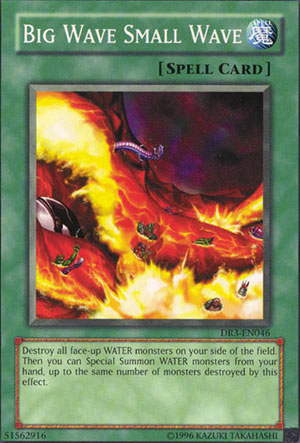 BIG WAVE SMALL WAVE
SPELL 魔
[SPELL CARD]
DR3-EN046
Destroy all face-up WATER monsters on your side of the field.
Then you can Special Summon WATER monsters from your
hand, up to the same number of monsters destroyed by this
effect.
51562916
©1996 KAZUKI TAKAHASHI